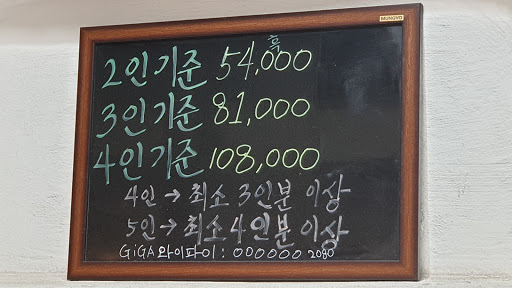 MUNGYO
2인기준 54,000
3인기준 81,000
4인기준 108,000
4인 → 최소 3인분 이상
5인 → 최소 4인분 이상
GiGA 와이파이 : 000000 2080